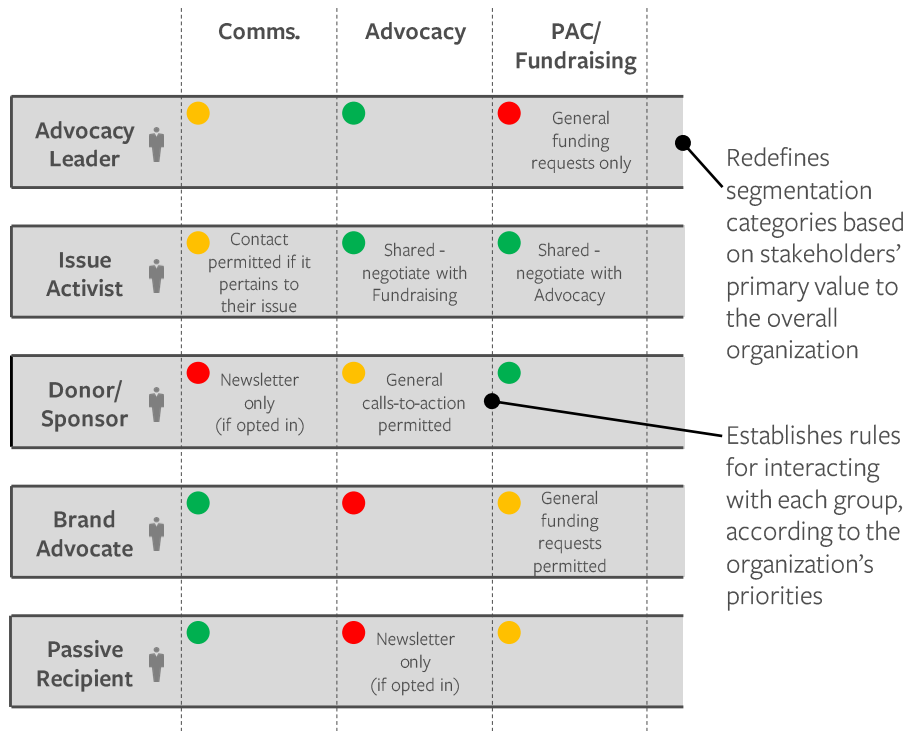 Comms.
Advocacy
PAC/
Fundraising
Advocacy
Leader
General
funding
requests only
Issue
Activist
Contact
permitted if it
pertains to
their issue
Shared -
negotiate with
Fundraising
Shared -
negotiate with
Advocacy
Donor/
Sponsor
Newsletter
only
(if opted in)
General
calls-to-action
permitted
Brand
Advocate
General
funding
requests
permitted
Passive
Recipient
Newsletter
only
(if opted in)
Redefines
segmentation
categories based
on stakeholders’
primary value to
the overall
organization
Establishes rules
for interacting
with each group,
according to the
organization’s
priorities